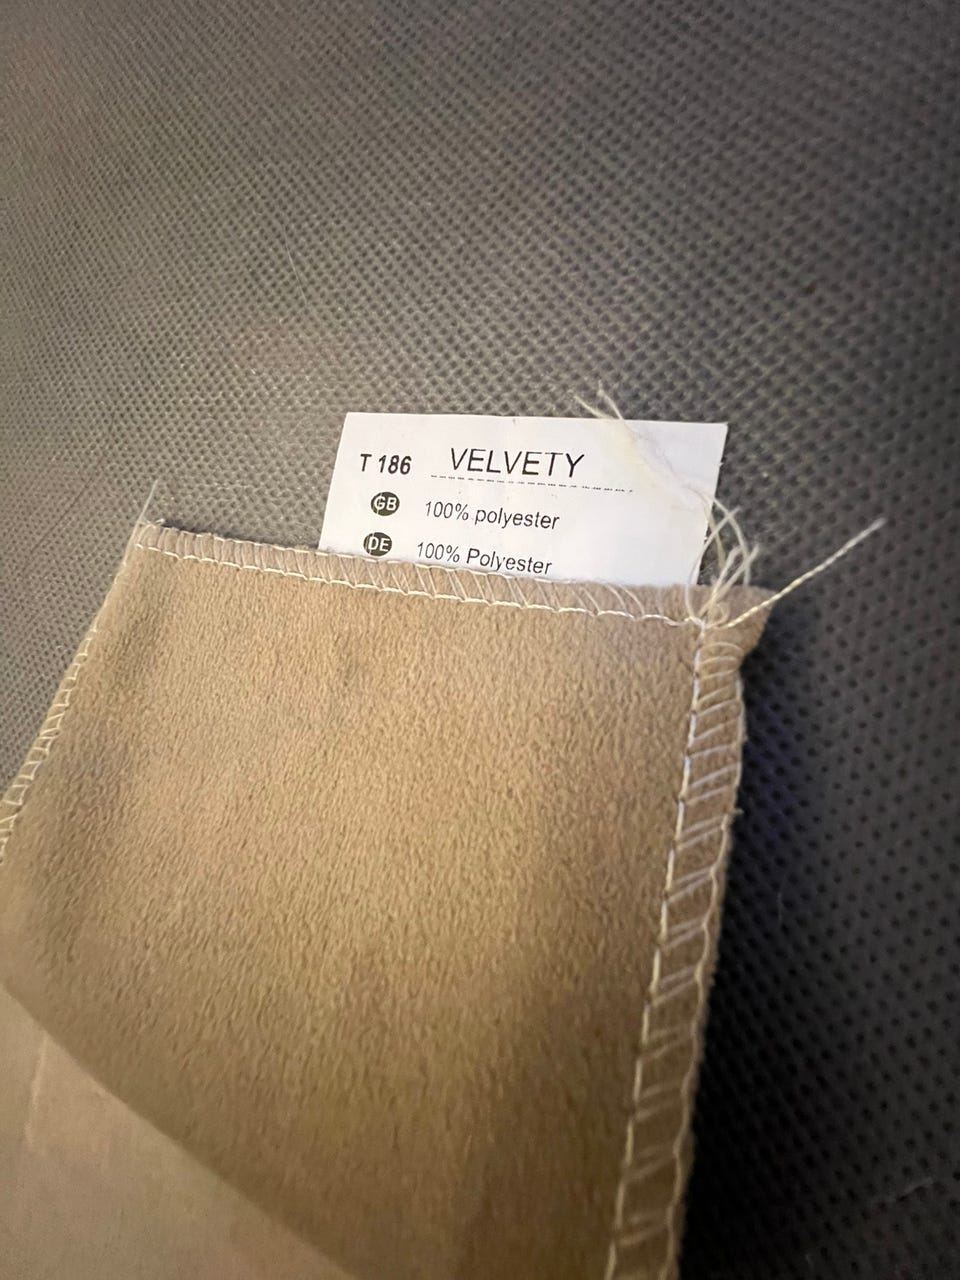 T 186 VELVETY
GB 100% polyester
DE 100% Polyester